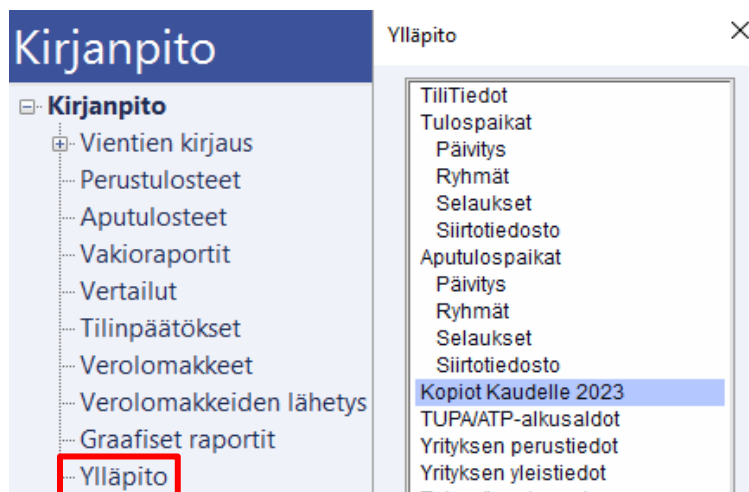 Kirjanpito
Kirjanpito
Vientien kirjaus
Perustulosteet
Aputulosteet
Vakioraportit
Vertailut
Tilinpäätökset
Verolomakkeet
Verolomakkeiden lähetys
Graafiset raportit
Ylläpito
Ylläpito
TiliTiedot
Tulospaikat
Päivitys
Ryhmät
Selaukset
Siirtotiedosto
Aputulospaikat
Päivitys
Ryhmät
Selaukset
Siirtotiedosto
Kopiot Kaudelle 2023
TUPA/ATP-alkusaldot
Yrityksen perustiedot
Yrityksen yleistiedot